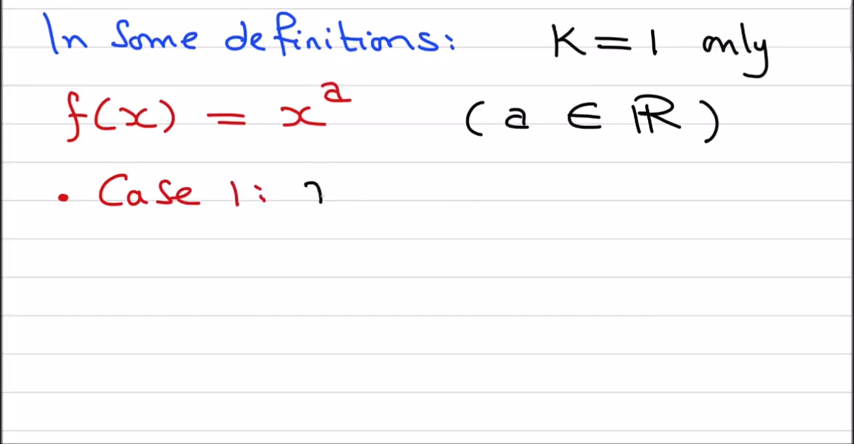 In Some definitions: K = 1 only
f(x) = x^a (a ∈ ℝ)
• Case 1: